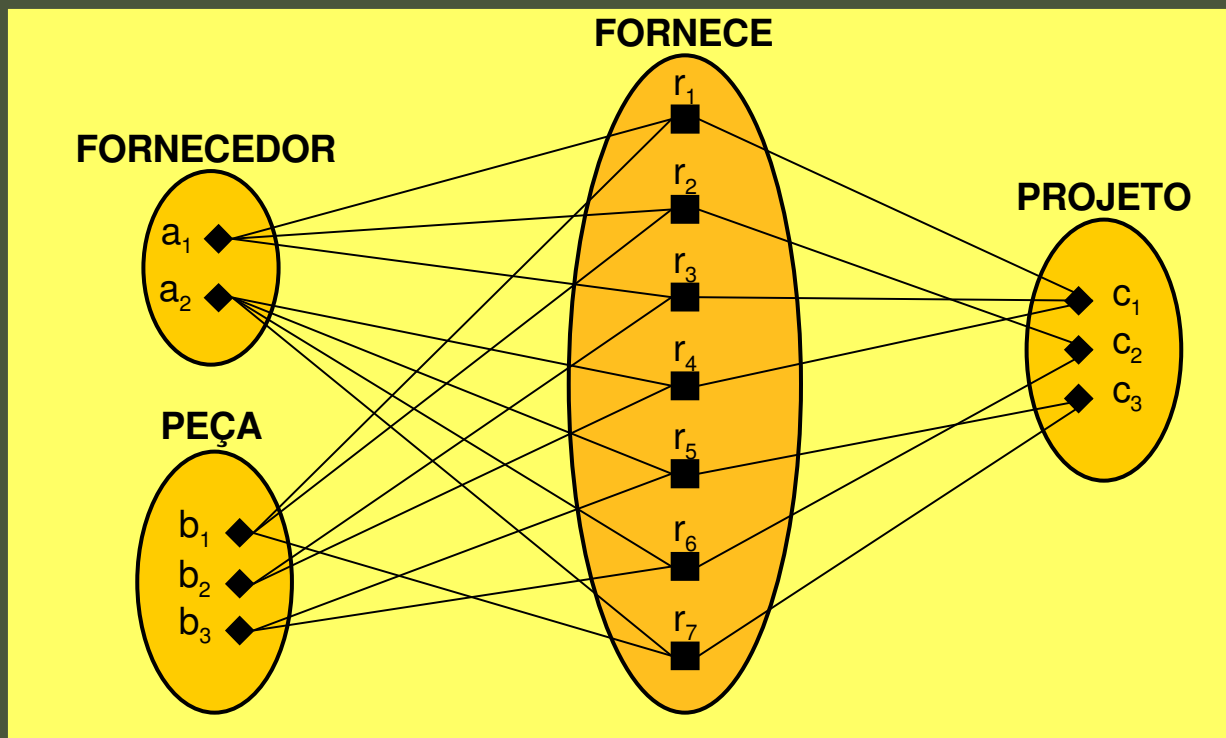 FORNECE
FORNECEDOR
a₁
a₂
PEÇA
b₁
b₂
b₃
r₁
r₂
r₃
r₄
r₅
r₆
r₇
PROJETO
c₁
c₂
c₃